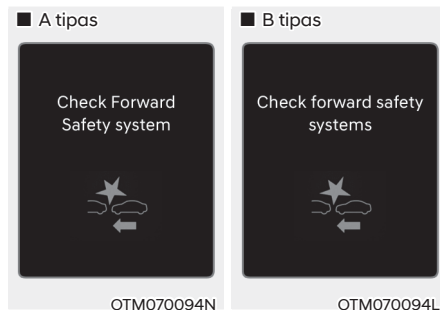 ■ A tipas
Check Forward
Safety system
OTM070094N
■ B tipas
Check forward safety
systems
OTM070094L